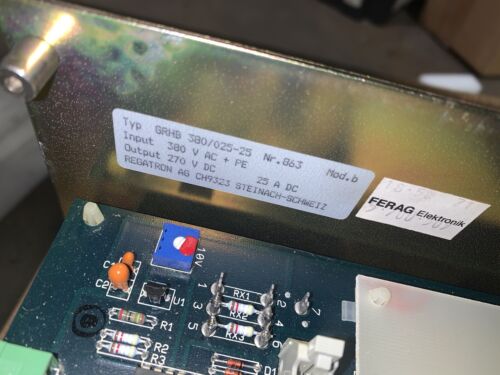 Typ GRHB 380/025-25 Nr.863 Mod.b
Input 380 V AC + PE
Output 270 V DC 25 A DC
REGATRON AG CH9323 STEINACH-SCHWEIZ
FERAG Elektronik
10V
C1
C2
U1
R1
R2
R3
1
3
5
RX1
RX2
RX3
2
4
6
7
D1